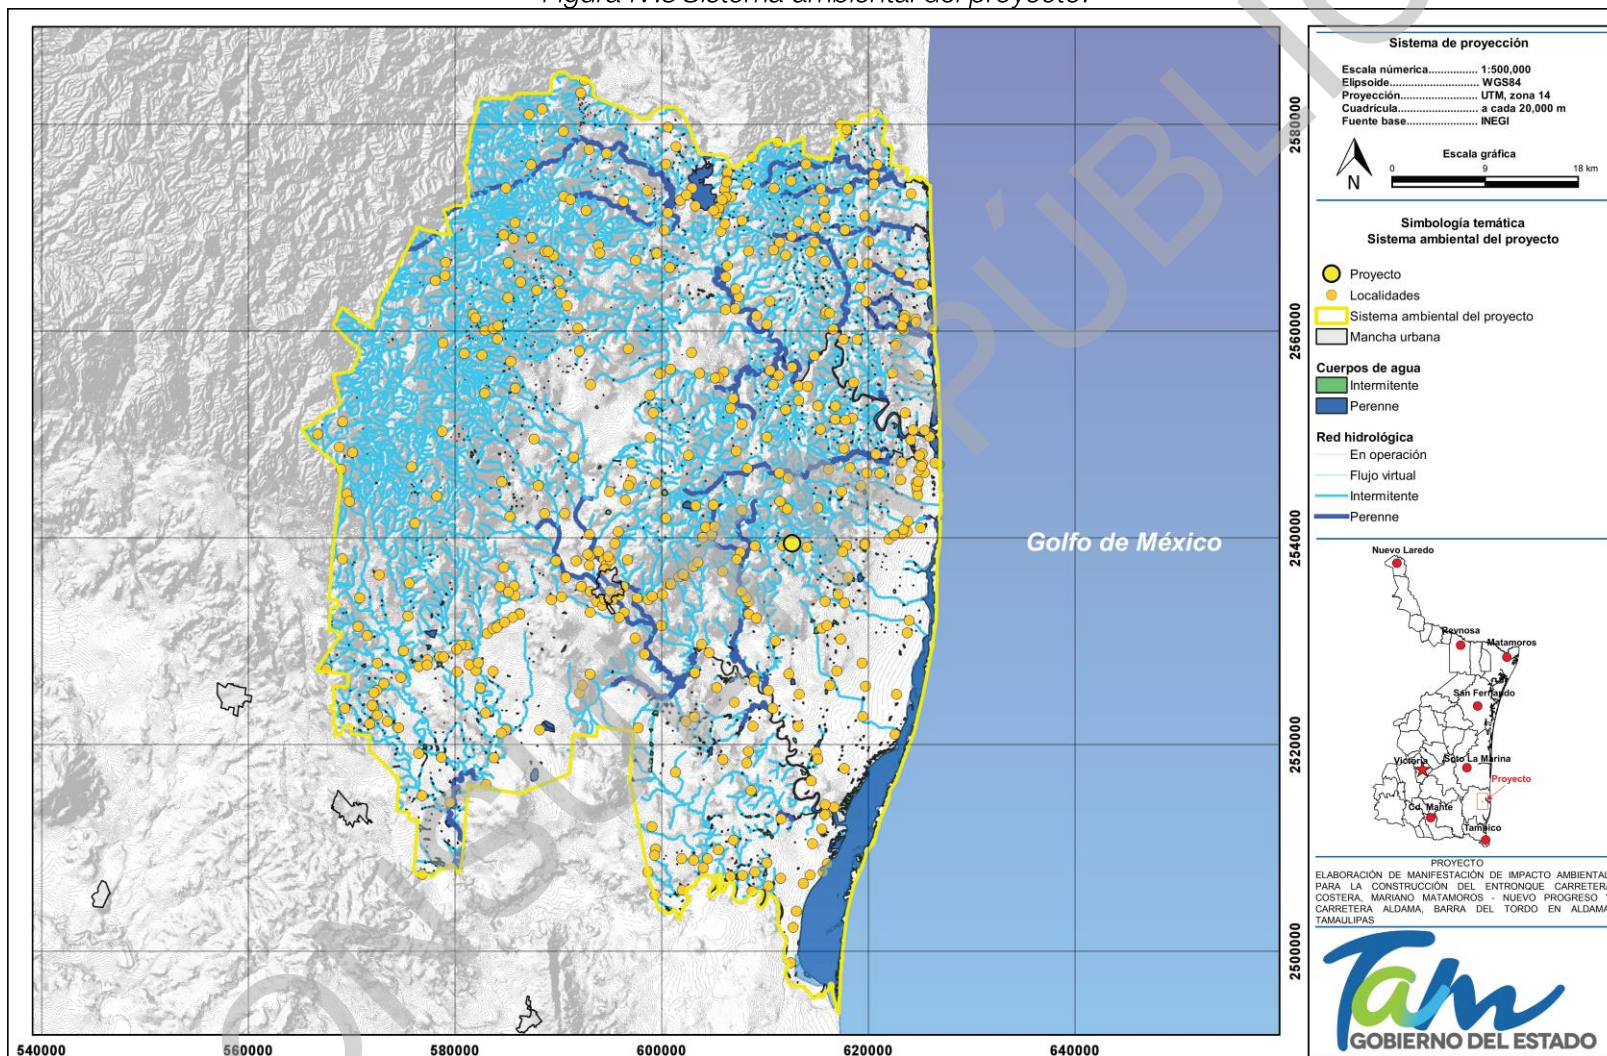 Figura IV.8 Sistema ambiental del proyecto.
Sistema de proyección
Escala númerica............... 1:500,000
Elipsoide............................ WGS84
Proyección........................ UTM, zona 14
Cuadrícula......................... a cada 20,000 m
Fuente base...................... INEGI
Escala gráfica
0 9 18 km
N
Simbología temática
Sistema ambiental del proyecto
Proyecto
Localidades
Sistema ambiental del proyecto
Mancha urbana
Cuerpos de agua
Intermitente
Perenne
Red hidrológica
En operación
Flujo virtual
Intermitente
Perenne
Golfo de México
2580000
2560000
2540000
2520000
2500000
540000 560000 580000 600000 620000 640000
Nuevo Laredo
Reynosa
Matamoros
San Fernando
Victoria
Soto La Marina
Proyecto
Cd. Mante
Tampico
PROYECTO
ELABORACIÓN DE MANIFESTACIÓN DE IMPACTO AMBIENTAL
PARA LA CONSTRUCCIÓN DEL ENTRONQUE CARRETERA
COSTERA, MARIANO MATAMOROS - NUEVO PROGRESO Y
CARRETERA ALDAMA, BARRA DEL TORDO EN ALDAMA,
TAMAULIPAS
Tam
GOBIERNO DEL ESTADO